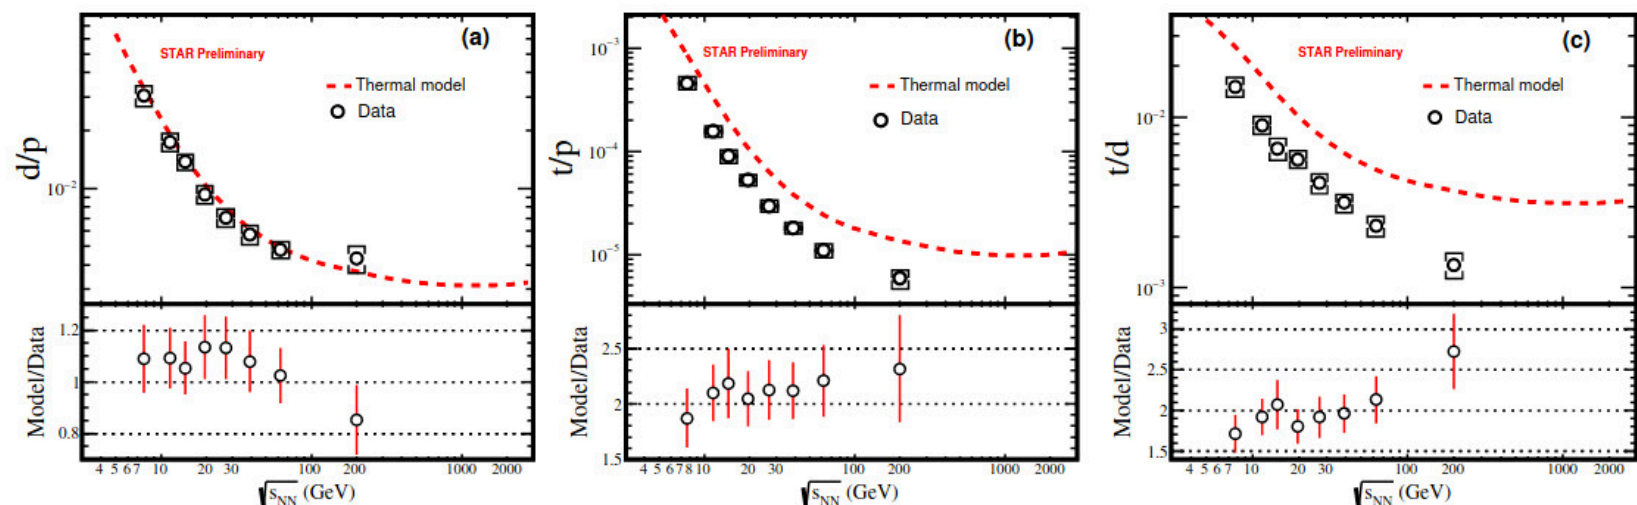 (a)
STAR Preliminary
Thermal model
Data
d/p
10⁻²
Model/Data
1.2
1
0.8
4 5 6 7 10 20 30 100 200 1000 2000
√sNN (GeV)
(b)
STAR Preliminary
Thermal model
Data
t/p
10⁻³
10⁻⁴
10⁻⁵
Model/Data
2.5
2
1.5
4 5 6 7 8 10 20 30 100 200 1000 2000
√sNN (GeV)
(c)
STAR Preliminary
Thermal model
Data
t/d
10⁻²
10⁻³
Model/Data
3
2.5
2
1.5
4 5 6 7 10 20 30 100 200 1000 2000
√sNN (GeV)